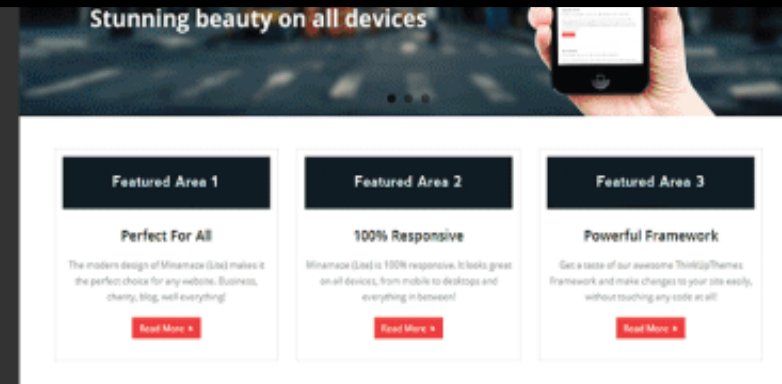 Stunning beauty on all devices
Featured Area 1
Featured Area 2
Featured Area 3
Perfect For All
100% Responsive
Powerful Framework
The modern design of Minamaze (Lite) makes it
the perfect choice for any website. Business,
charity, blog, well everything!
Minamaze (Lite) is 100% responsive. It looks great
on all devices, from mobile to desktops and
everything in between!
Get a taste of our awesome ThinkUpThemes
Framework and make changes to your site easily,
without touching any code at all!
Read More
Read More
Read More